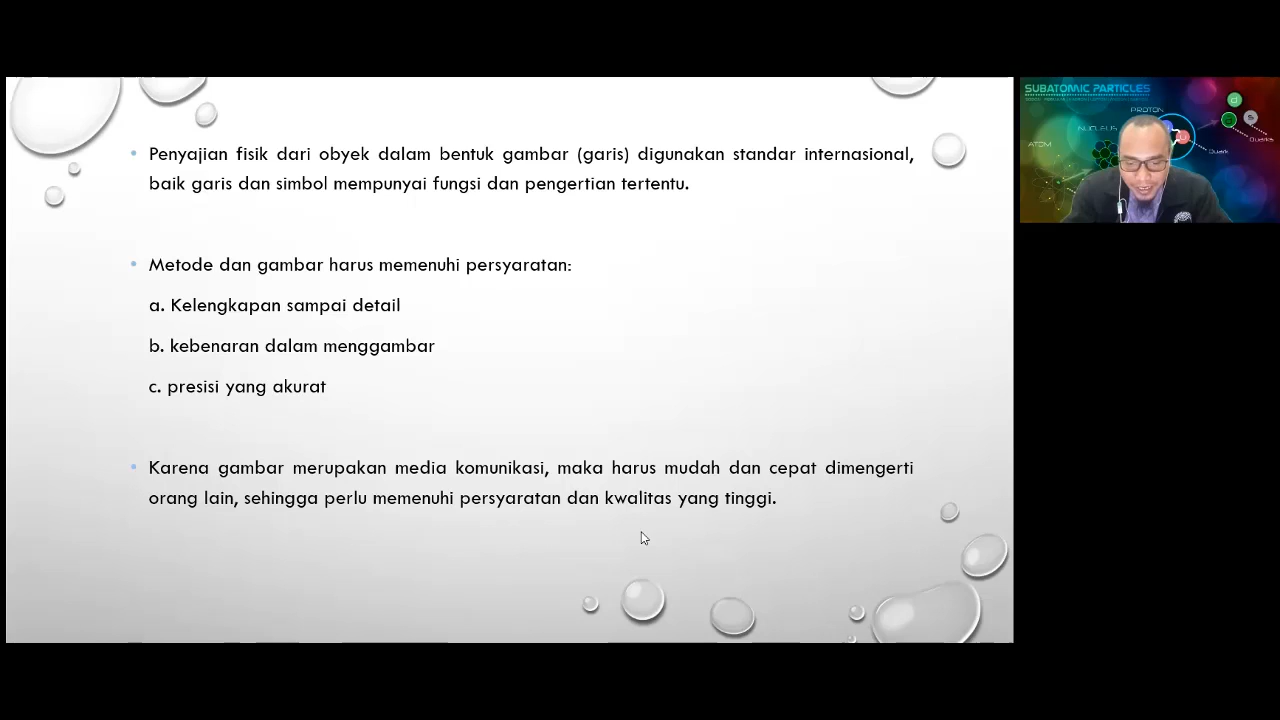 Penyajian fisik dari obyek dalam bentuk gambar (garis) digunakan standar internasional,
baik garis dan simbol mempunyai fungsi dan pengertian tertentu.
Metode dan gambar harus memenuhi persyaratan:
a. Kelengkapan sampai detail
b. kebenaran dalam menggambar
c. presisi yang akurat
Karena gambar merupakan media komunikasi, maka harus mudah dan cepat dimengerti
orang lain, sehingga perlu memenuhi persyaratan dan kwalitas yang tinggi.
SUBATOMIC PARTICLES
PROTON
NUCLEUS
ATOM
Quark
Quarks